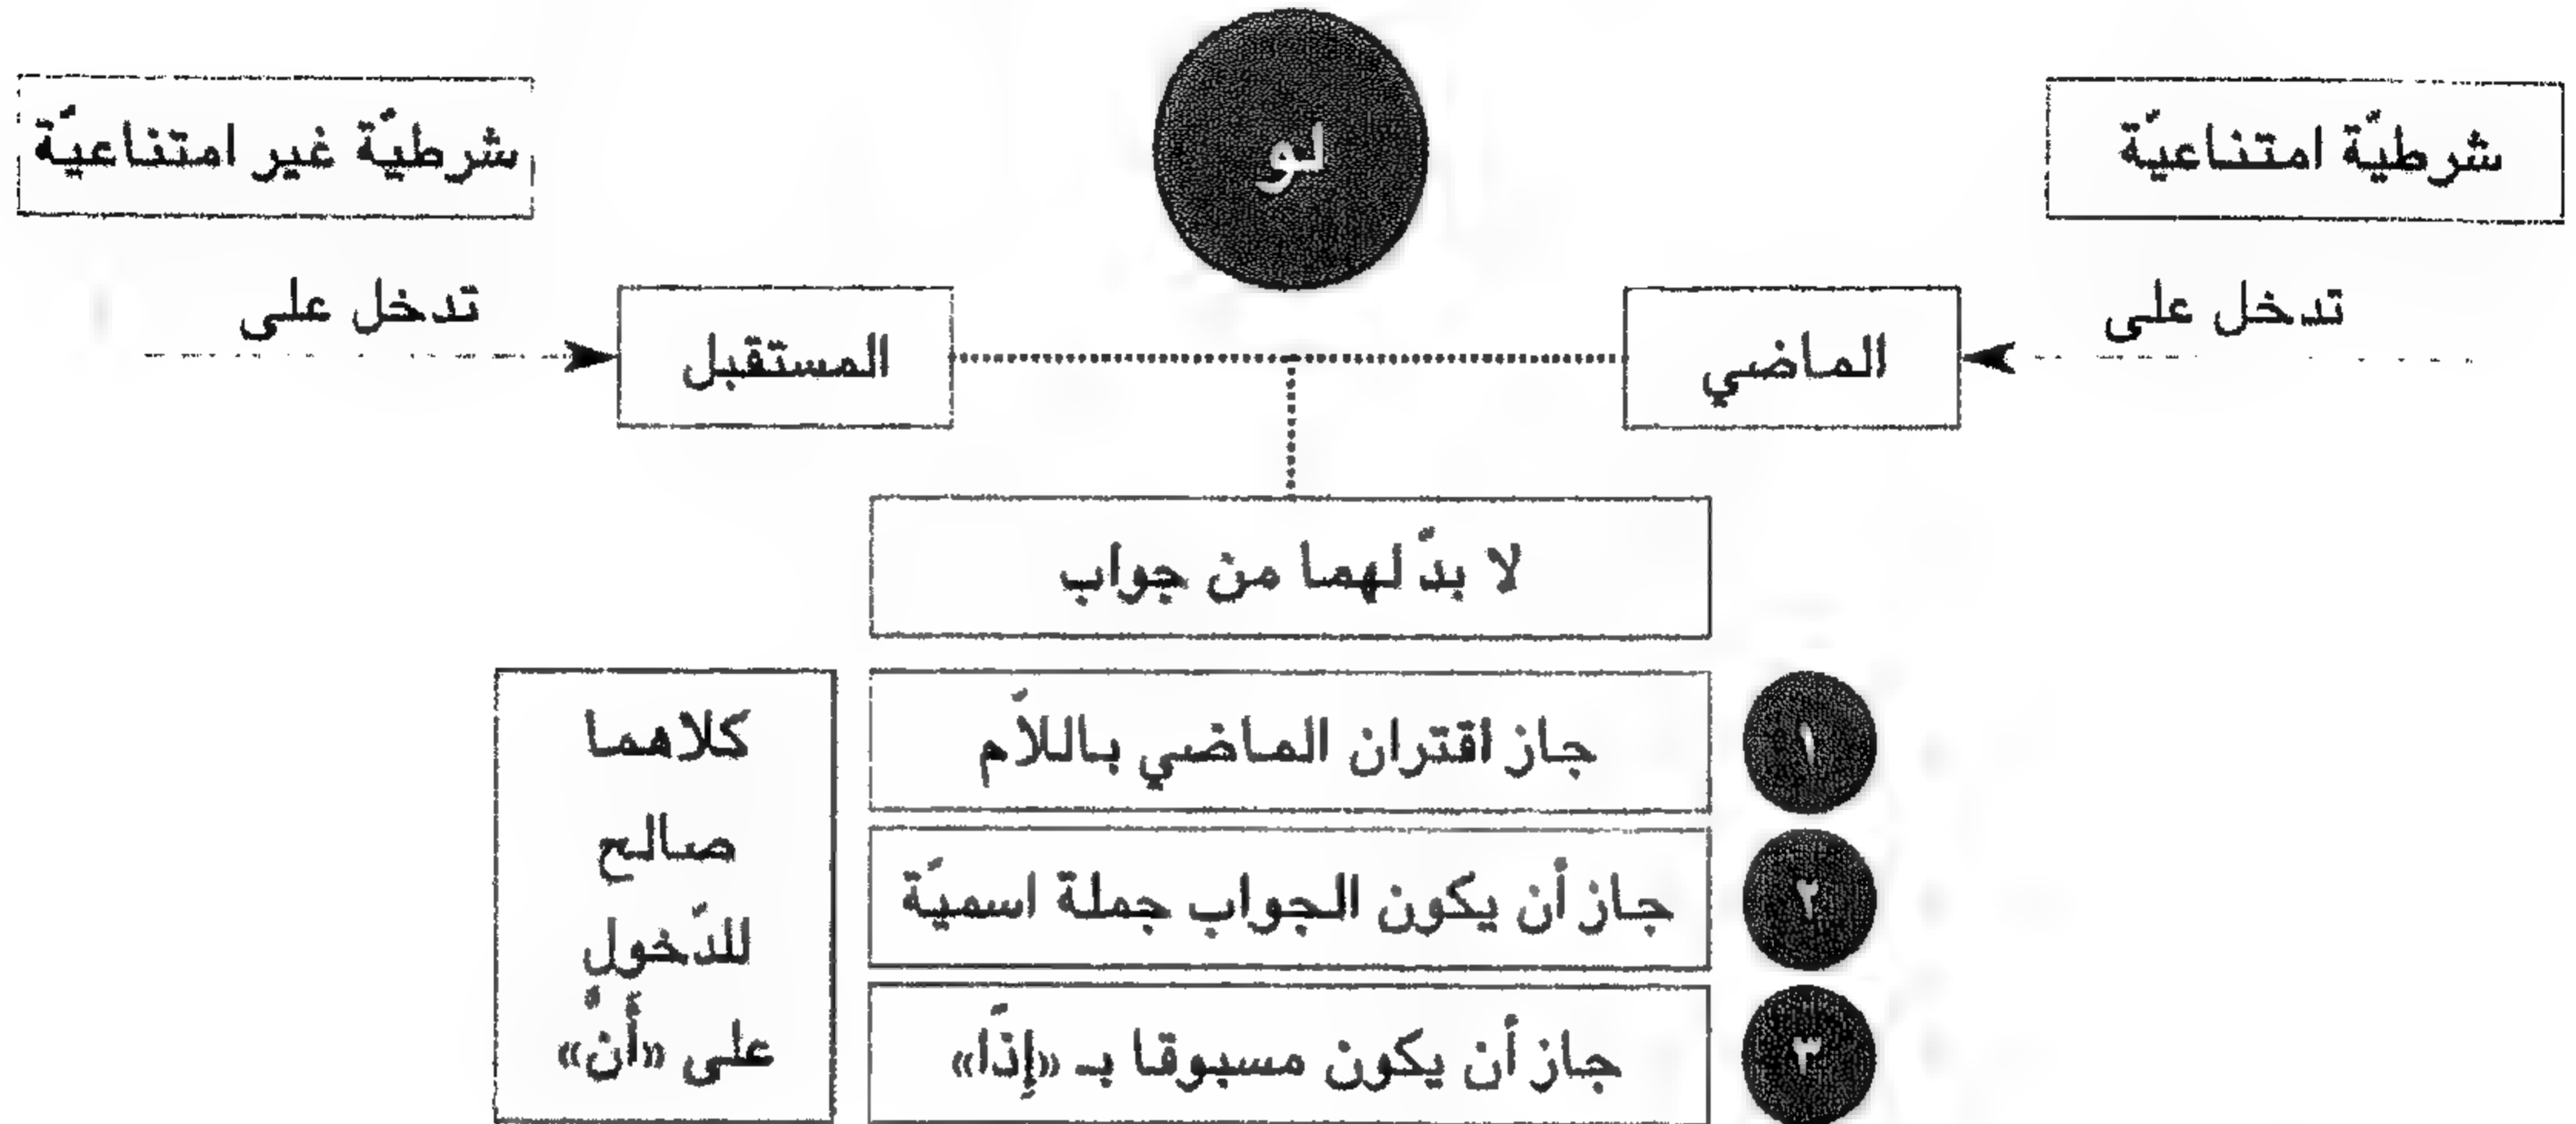 لو
شرطيّة امتناعيّة
شرطيّة غير امتناعيّة
تدخل على
تدخل على
الماضي
المستقبل
لا بدّ لهما من جواب
١
جاز اقتران الماضي باللاّم
٢
جاز أن يكون الجواب جملة اسميّة
٣
جاز أن يكون مسبوقا بـ «إِذًا»
كلاهما
صالح
للدّخول
على «أَنَّ»